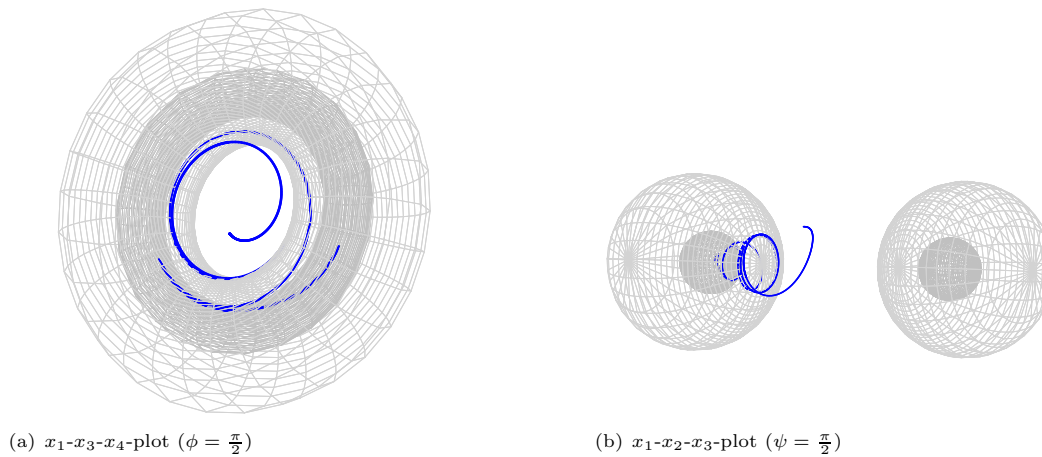 (a) x₁-x₃-x₄-plot (ϕ = π/2)
(b) x₁-x₂-x₃-plot (ψ = π/2)